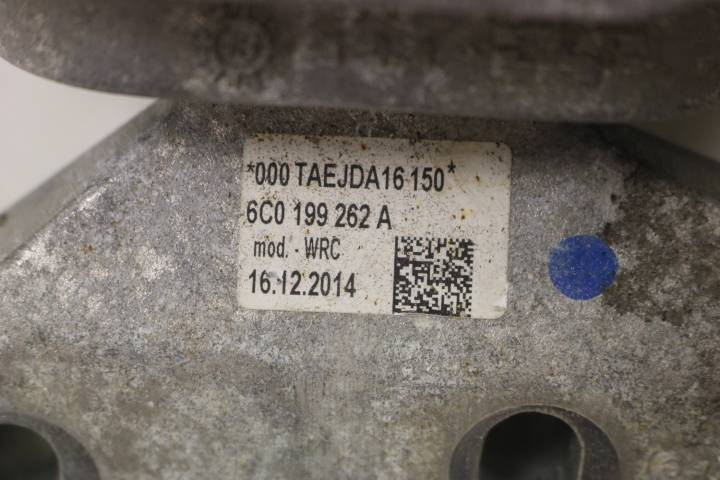 *000 TAEJDA16 150*
6C0 199 262 A
mod. WRC
16.12.2014